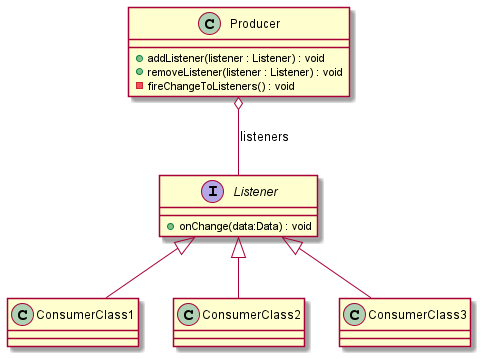 C Producer
addListener(listener : Listener) : void
removeListener(listener : Listener) : void
fireChangeToListeners() : void
listeners
I Listener
onChange(data:Data) : void
C ConsumerClass1
C ConsumerClass2
C ConsumerClass3